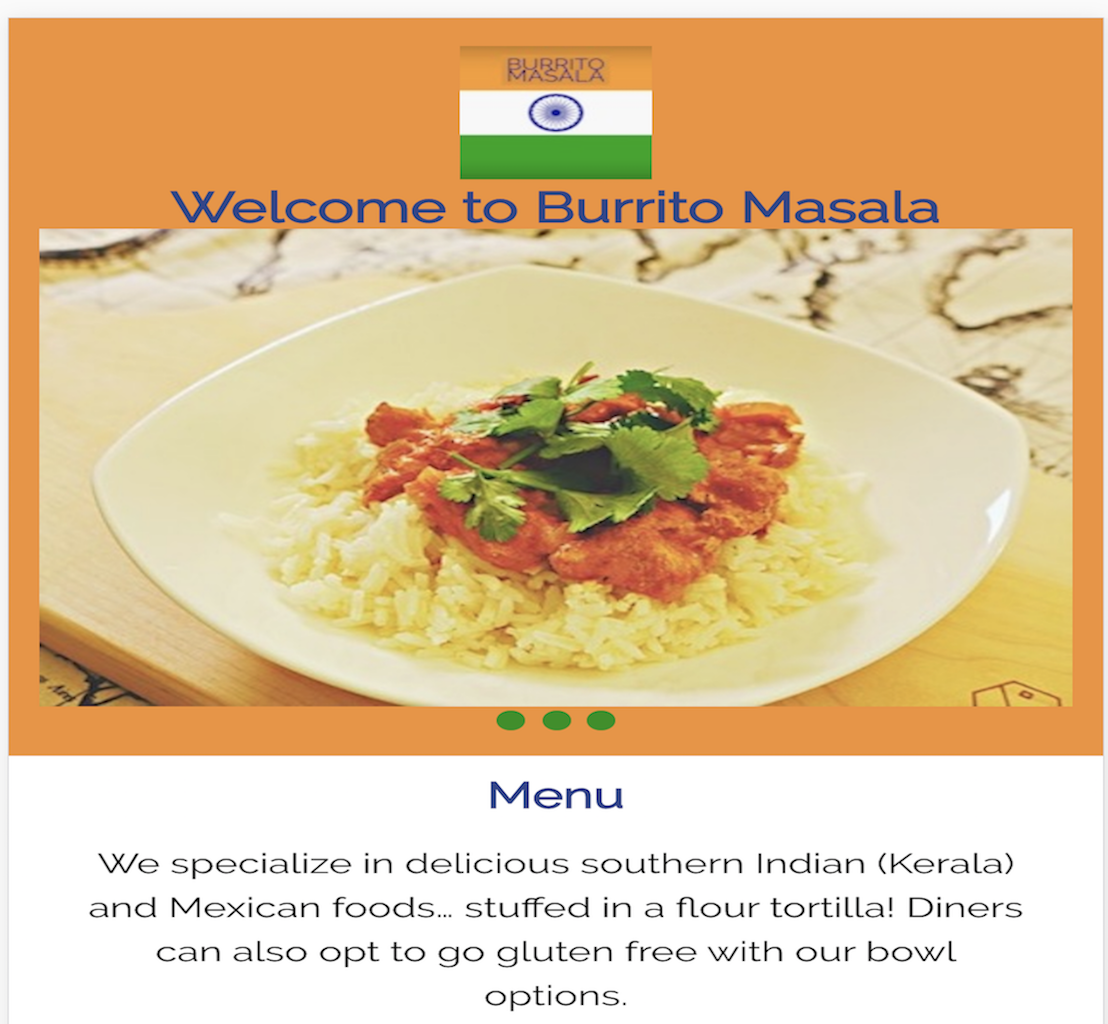 BURRITO
MASALA
Welcome to Burrito Masala
Menu
We specialize in delicious southern Indian (Kerala)
and Mexican foods... stuffed in a flour tortilla! Diners
can also opt to go gluten free with our bowl
options.